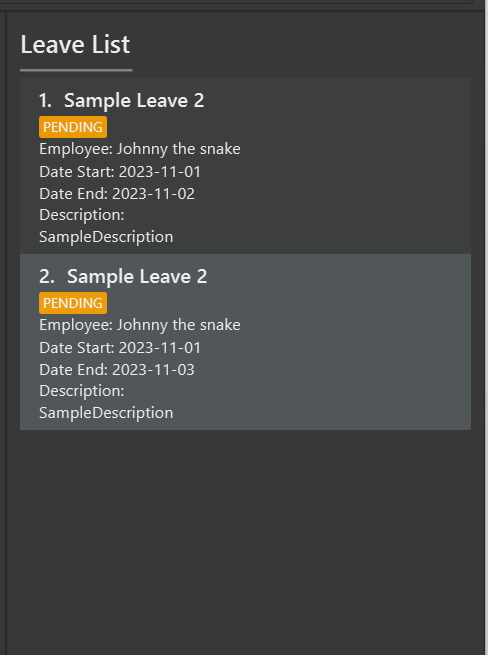 Leave List
1. Sample Leave 2
PENDING
Employee: Johnny the snake
Date Start: 2023-11-01
Date End: 2023-11-02
Description:
SampleDescription
2. Sample Leave 2
PENDING
Employee: Johnny the snake
Date Start: 2023-11-01
Date End: 2023-11-03
Description:
SampleDescription